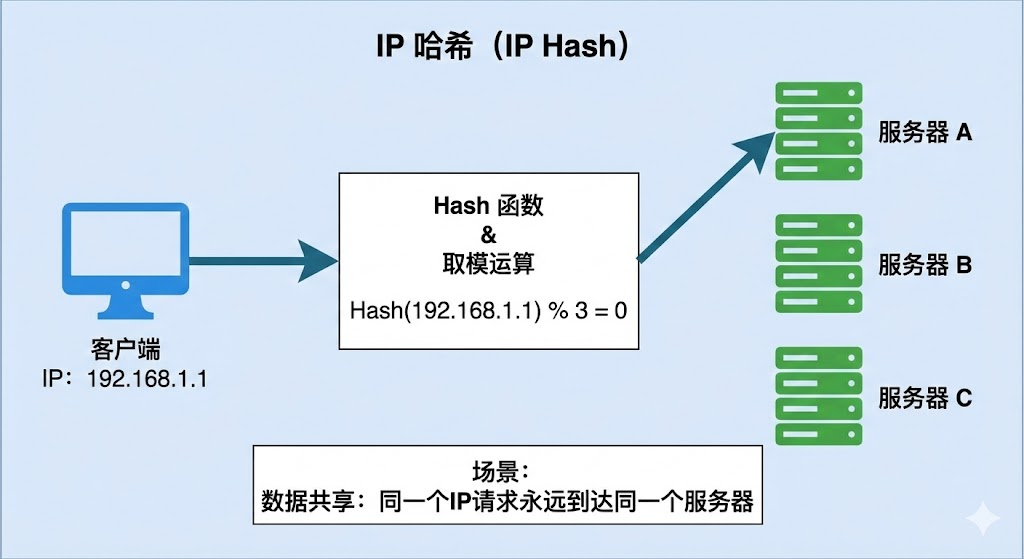 IP 哈希（IP Hash）
服务器 A
Hash 函数
&
取模运算
Hash(192.168.1.1) % 3 = 0
服务器 B
客户端
IP：192.168.1.1
服务器 C
场景：
数据共享：同一个IP请求永远到达同一个服务器